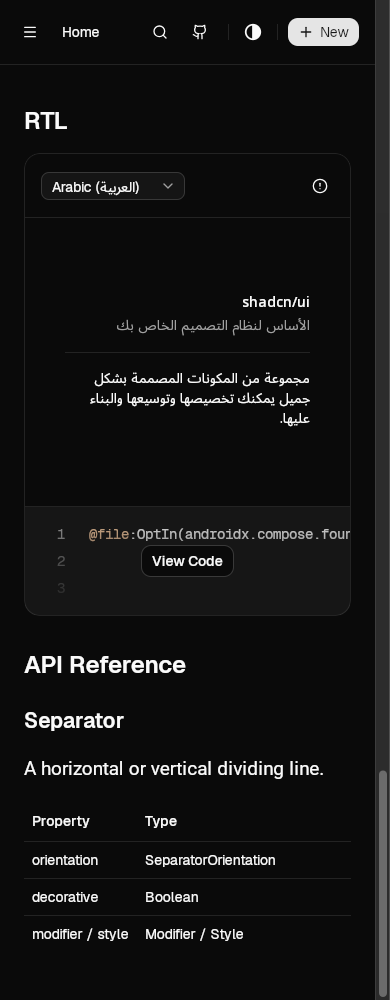 Home
New
RTL
Arabic (العربية)
shadcn/ui
الأساس لنظام التصميم الخاص بك
مجموعة من المكونات المصممة بشكل
جميل يمكنك تخصيصها وتوسيعها والبناء
عليها.
1 @file:OptIn(androidx.compose.four
2
View Code
3
API Reference
Separator
A horizontal or vertical dividing line.
Property Type
orientation SeparatorOrientation
decorative Boolean
modifier / style Modifier / Style